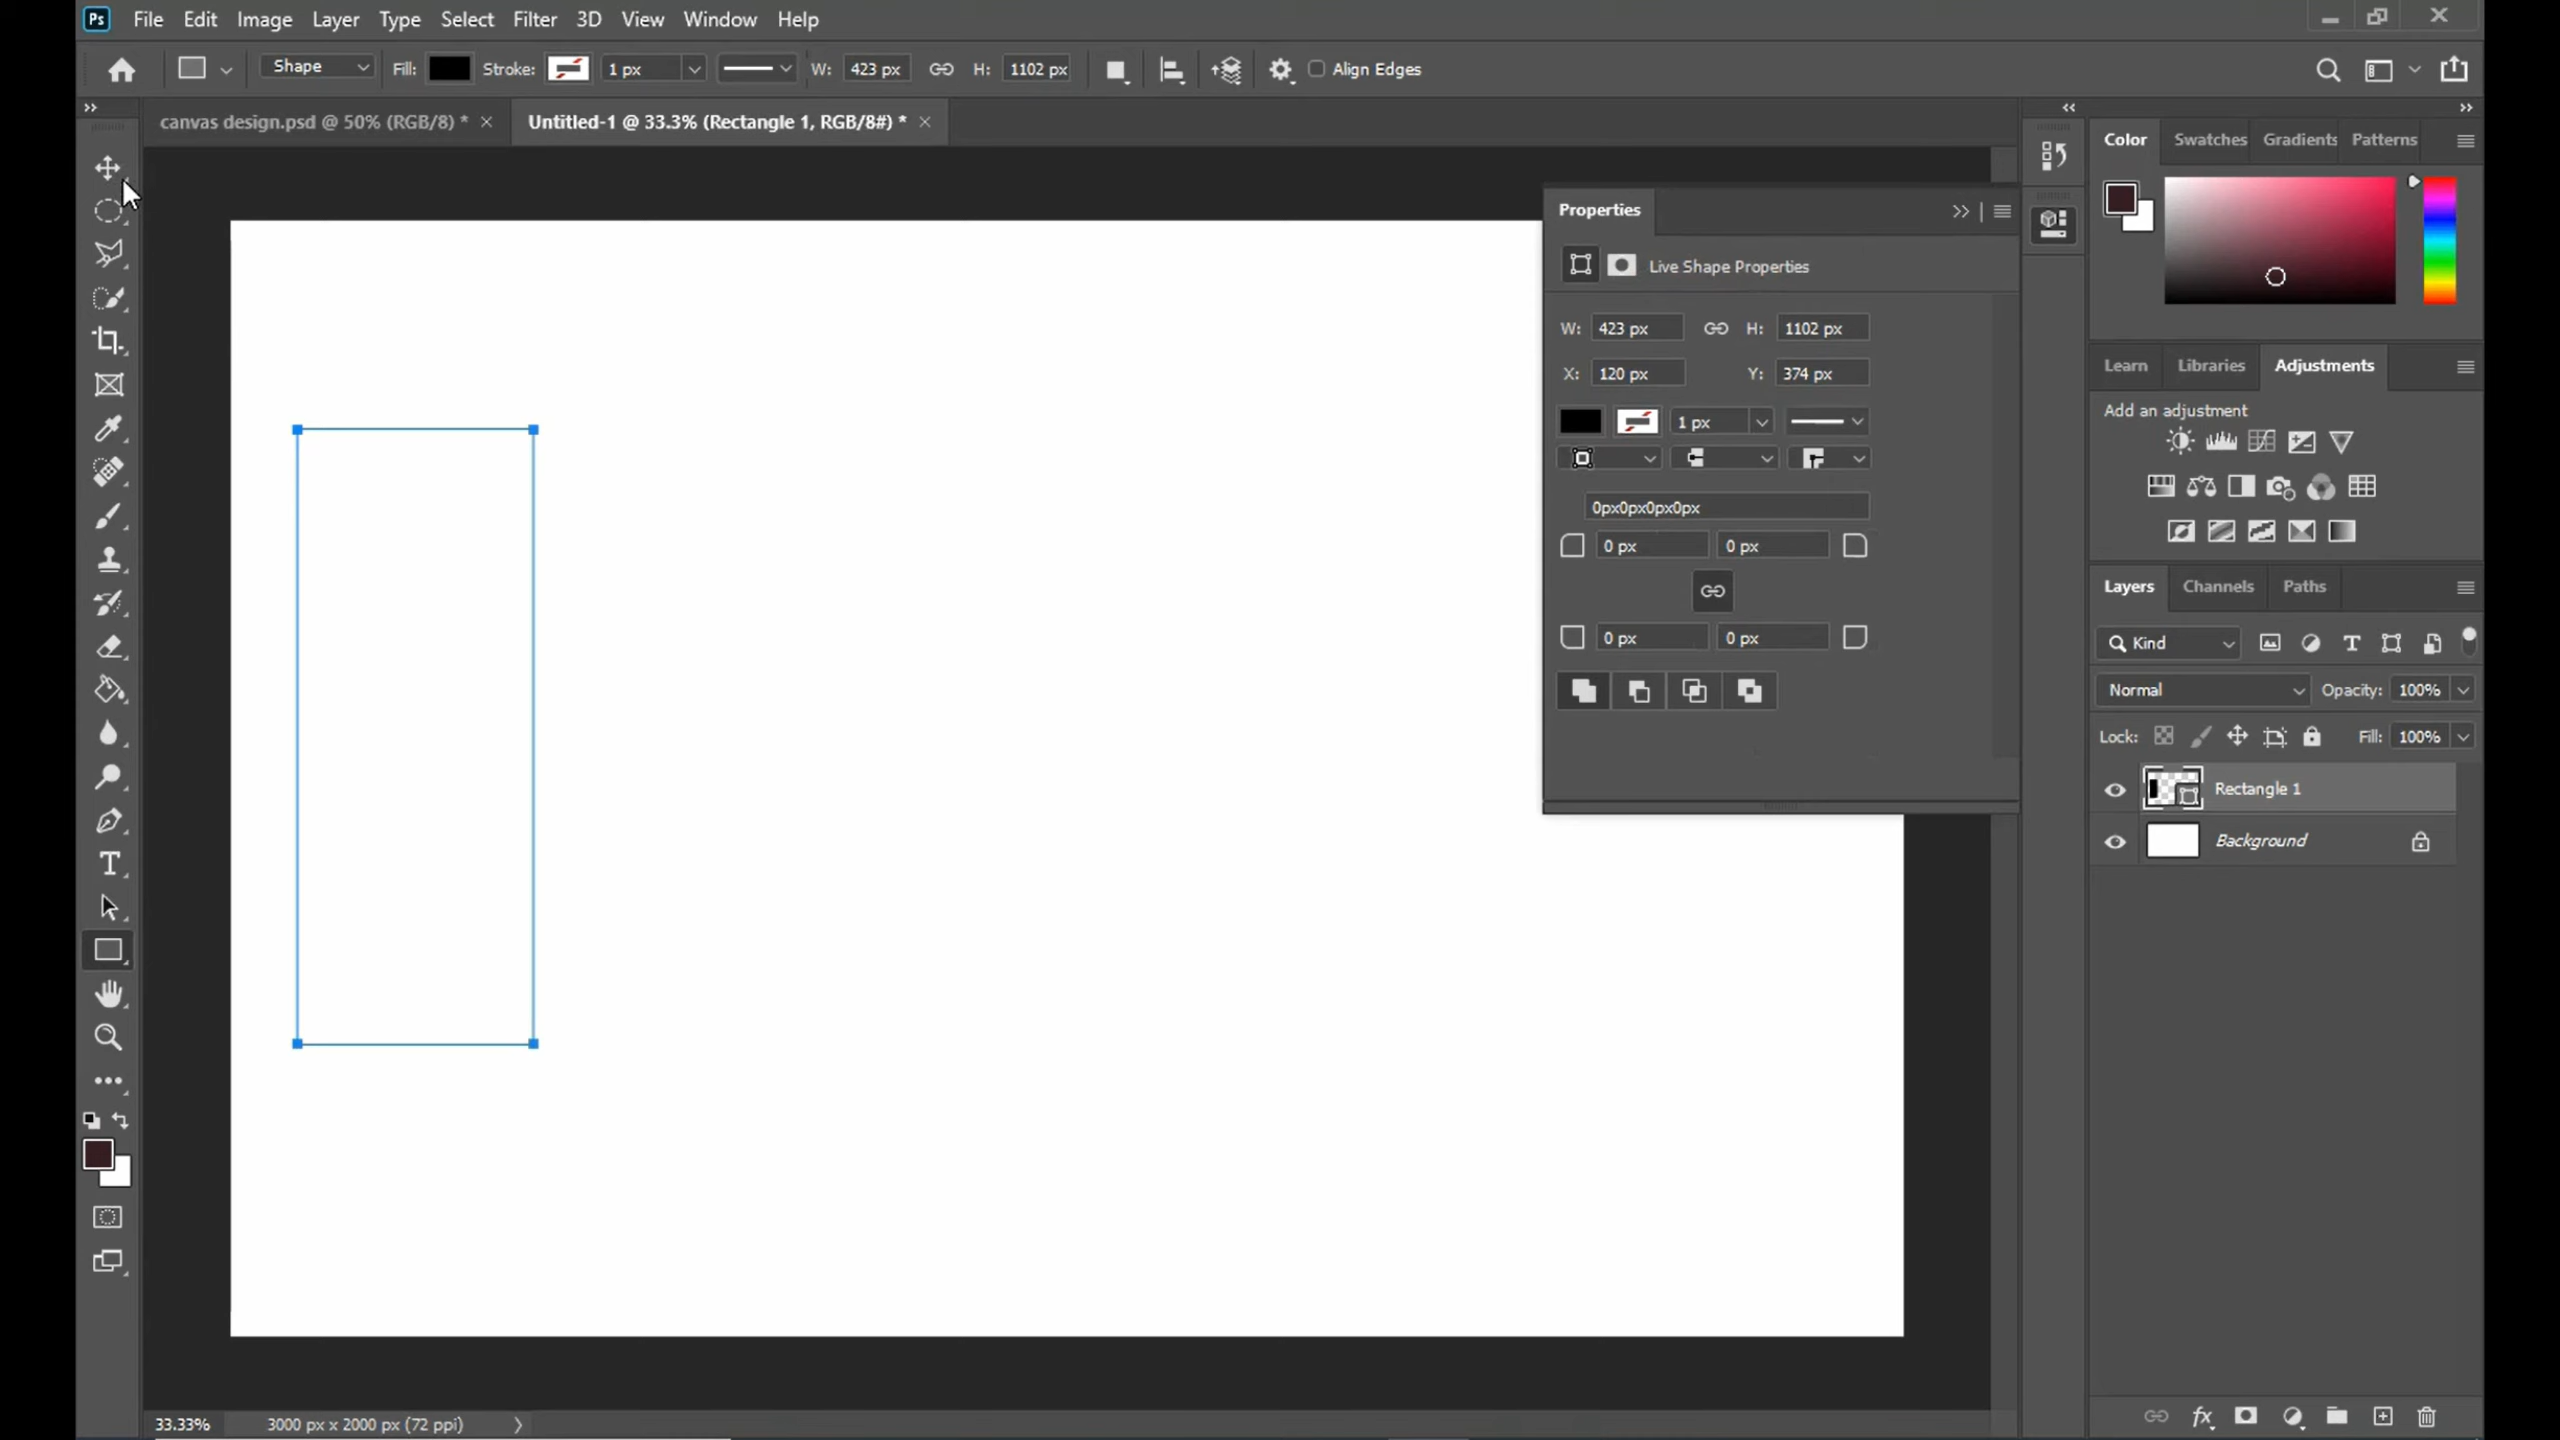 Ps File Edit Image Layer Type Select Filter 3D View Window Help
Shape Fill: Stroke: 1 px W: 423 px H: 1102 px Align Edges
canvas design.psd @ 50% (RGB/8) * Untitled-1 @ 33.3% (Rectangle 1, RGB/8#) *
Properties
Live Shape Properties
W: 423 px H: 1102 px
X: 120 px Y: 374 px
1 px
0px0px0px0px
0 px 0 px
0 px 0 px
Color Swatches Gradients Patterns
Learn Libraries Adjustments
Add an adjustment
Layers Channels Paths
Kind
Normal Opacity: 100%
Lock: Fill: 100%
Rectangle 1
Background
33.33% 3000 px x 2000 px (72 ppi)